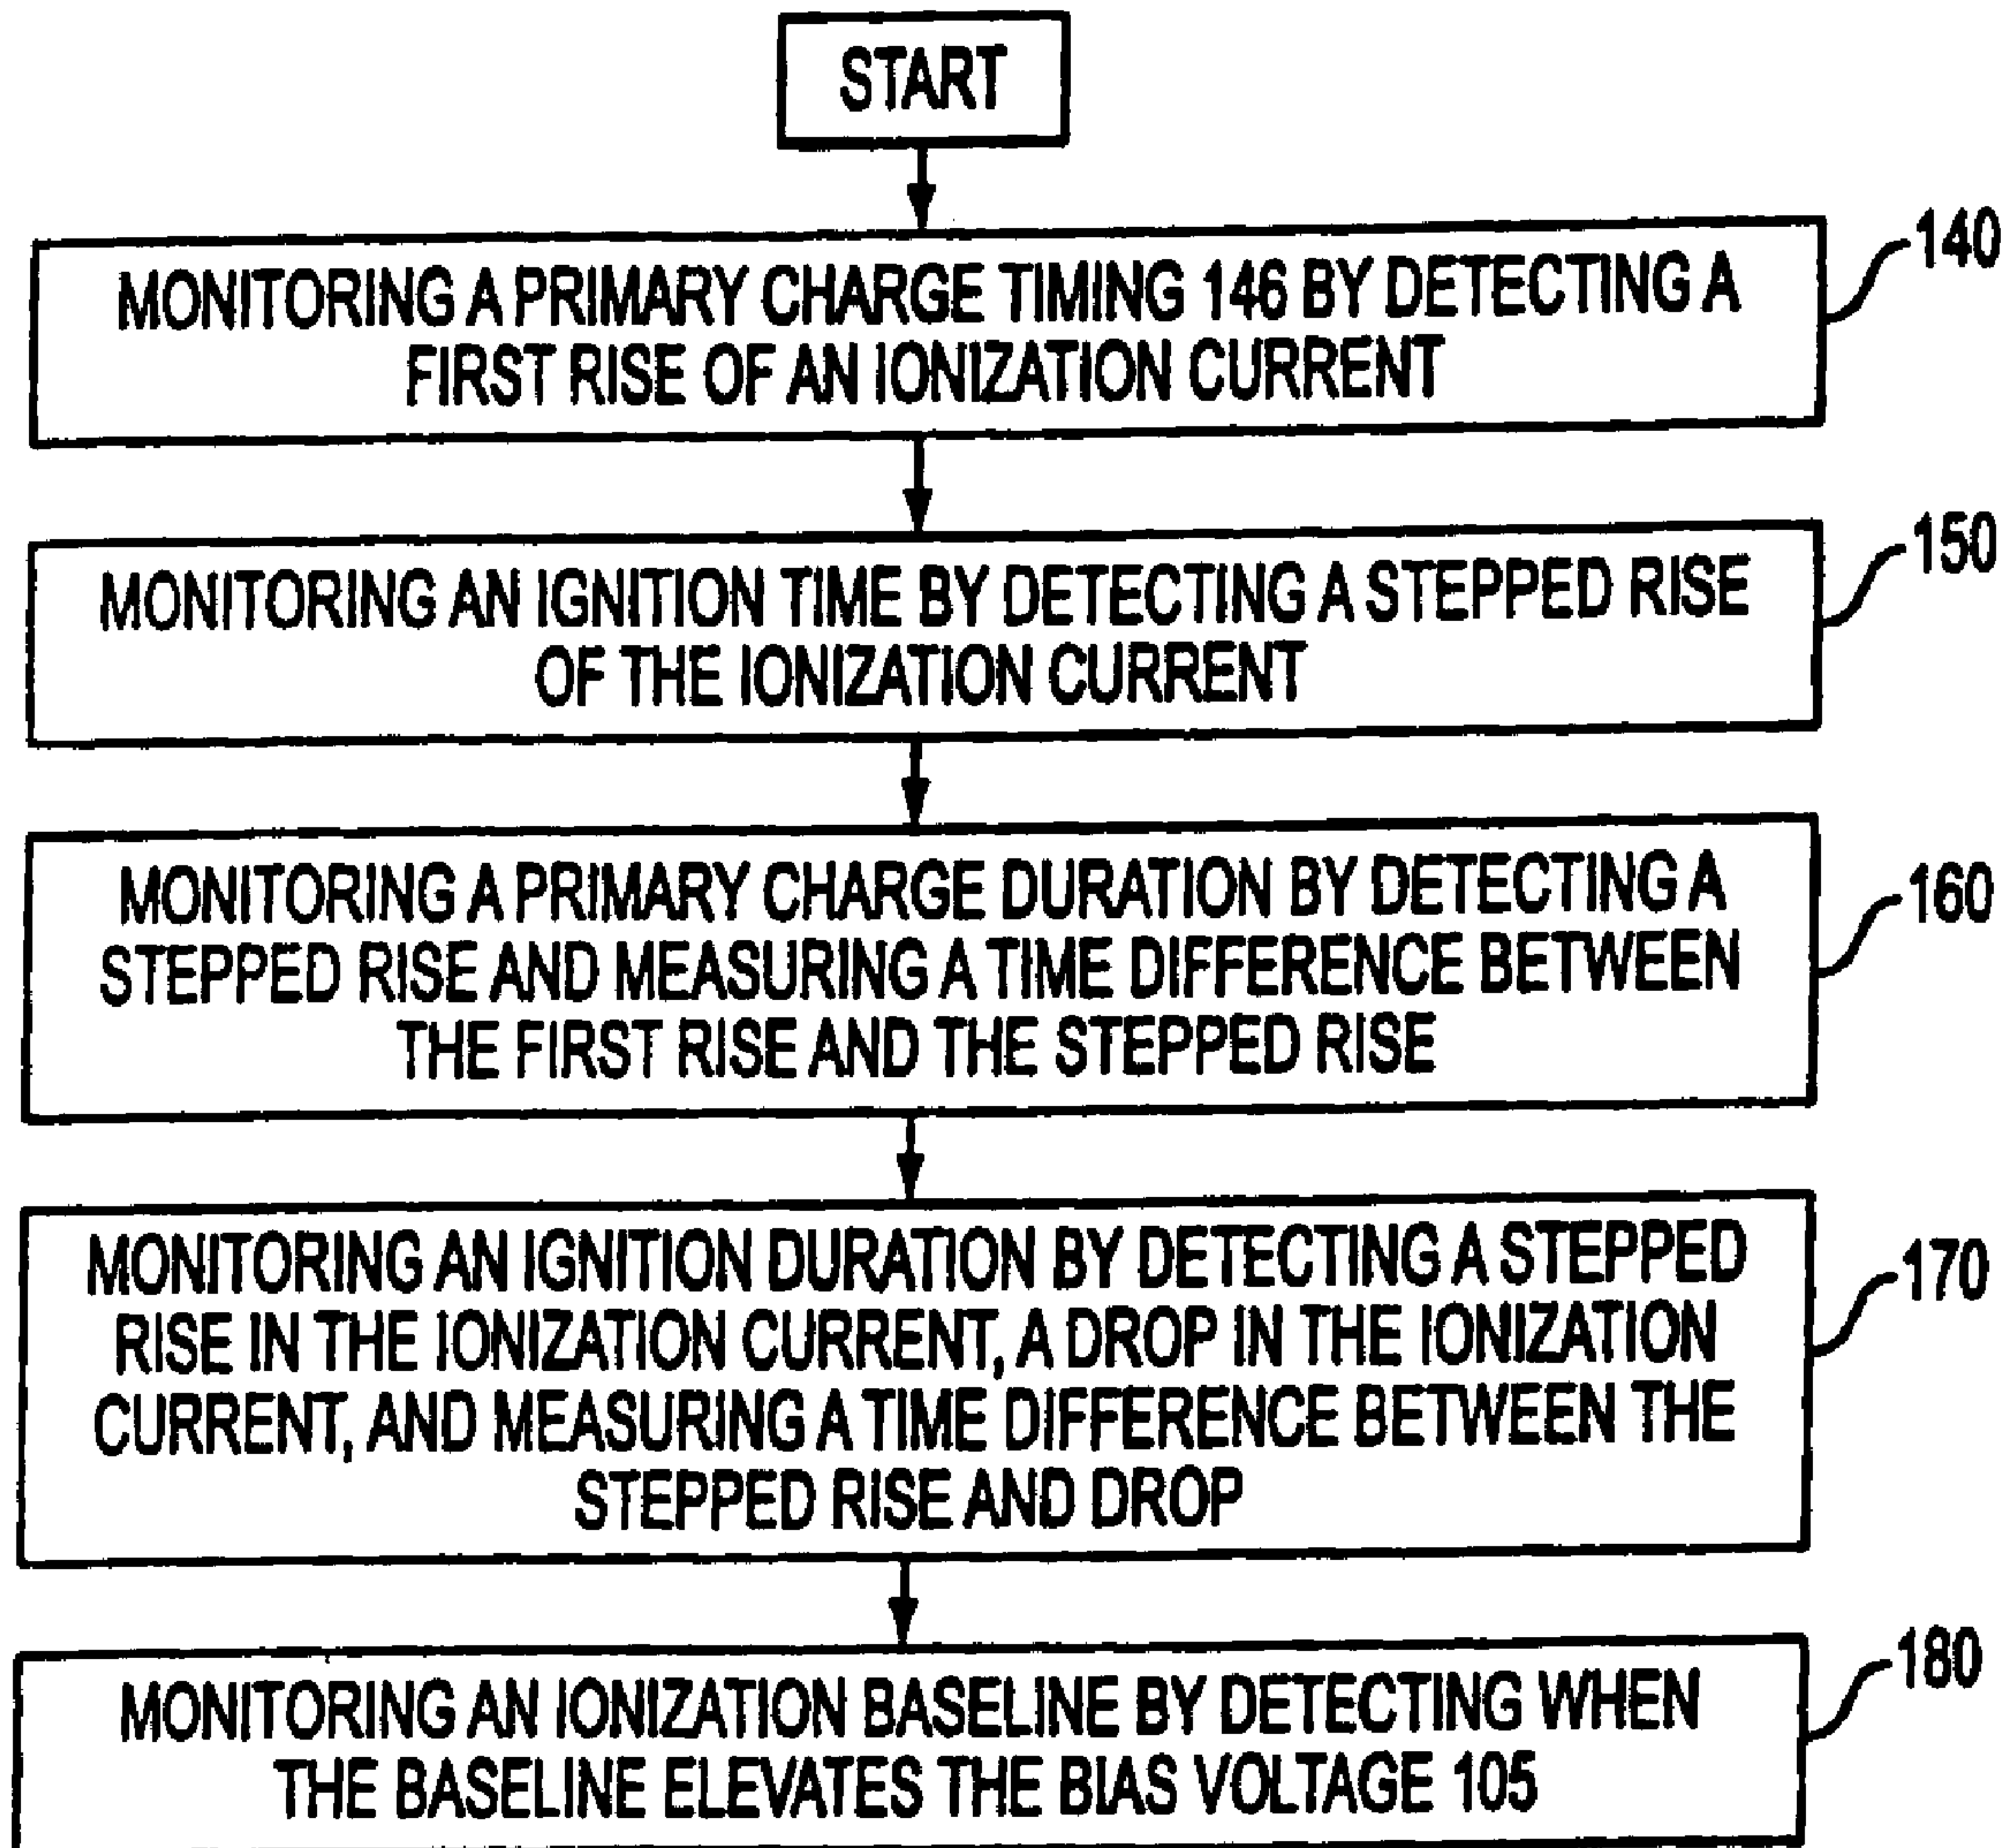 START
MONITORING A PRIMARY CHARGE TIMING 146 BY DETECTING A
FIRST RISE OF AN IONIZATION CURRENT
140
MONITORING AN IGNITION TIME BY DETECTING A STEPPED RISE
OF THE IONIZATION CURRENT
150
MONITORING A PRIMARY CHARGE DURATION BY DETECTING A
STEPPED RISE AND MEASURING A TIME DIFFERENCE BETWEEN
THE FIRST RISE AND THE STEPPED RISE
160
MONITORING AN IGNITION DURATION BY DETECTING A STEPPED
RISE IN THE IONIZATION CURRENT, A DROP IN THE IONIZATION
CURRENT, AND MEASURING A TIME DIFFERENCE BETWEEN THE
STEPPED RISE AND DROP
170
MONITORING AN IONIZATION BASELINE BY DETECTING WHEN
THE BASELINE ELEVATES THE BIAS VOLTAGE 105
180